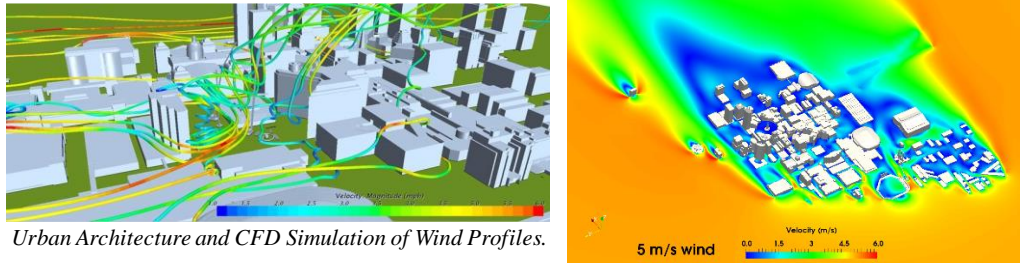 Velocity: Magnitude (mph)
Urban Architecture and CFD Simulation of Wind Profiles.
5 m/s wind
Velocity (m/s)
0.0 1.5 3 4.5 6.0